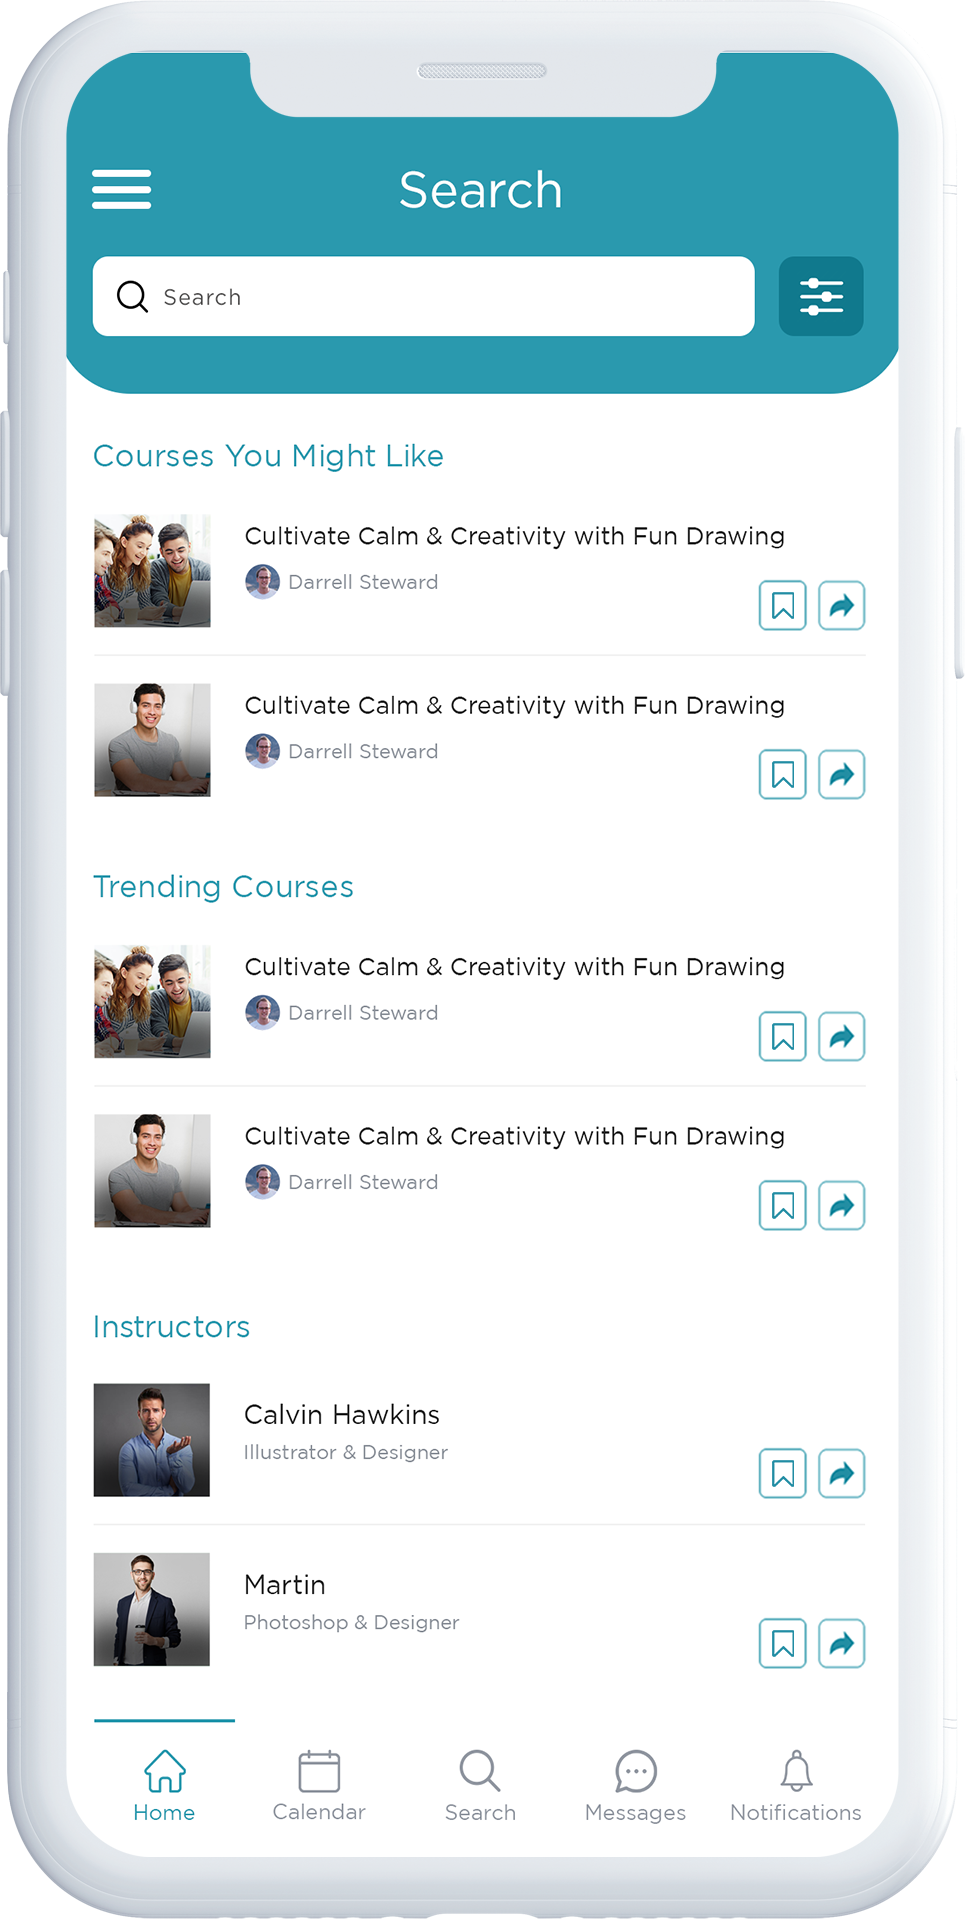 Search
Search
Courses You Might Like
Cultivate Calm & Creativity with Fun Drawing
Darrell Steward
Cultivate Calm & Creativity with Fun Drawing
Darrell Steward
Trending Courses
Cultivate Calm & Creativity with Fun Drawing
Darrell Steward
Cultivate Calm & Creativity with Fun Drawing
Darrell Steward
Instructors
Calvin Hawkins
Illustrator & Designer
Martin
Photoshop & Designer
Home Calendar Search Messages Notifications